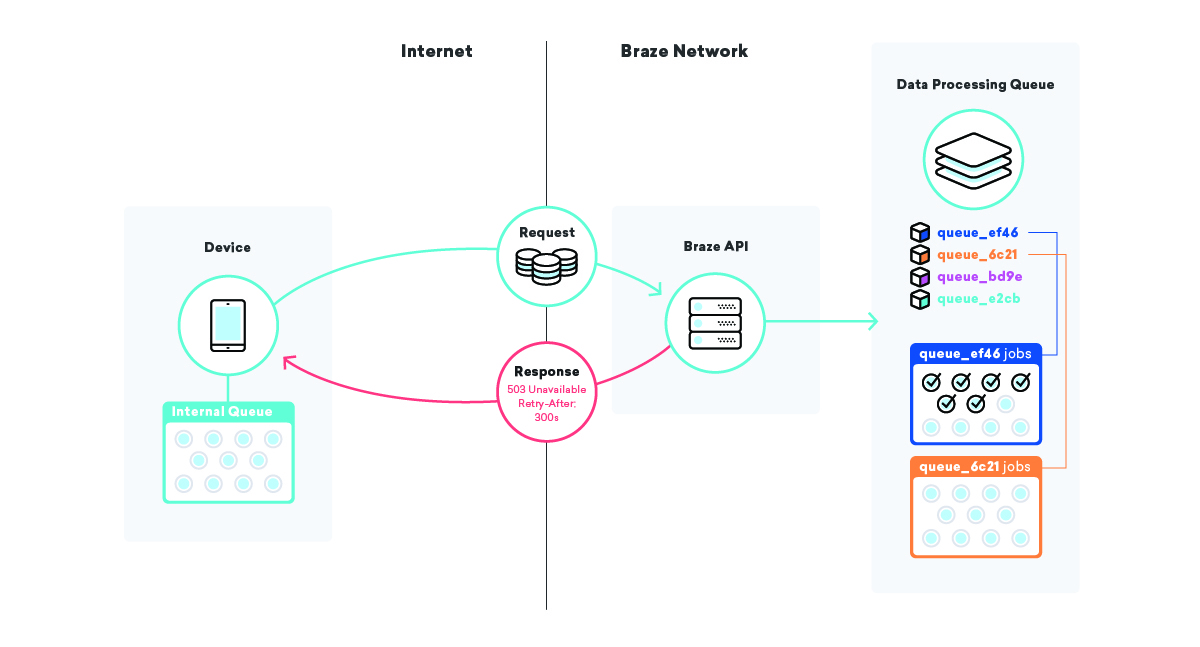 Internet
Braze Network
Data Processing Queue
Device
Request
Braze API
queue_ef46
queue_6c21
queue_bd9e
queue_e2cb
Response
503 Unavailable
Retry-After:
300s
Internal Queue
queue_ef46 jobs
queue_6c21 jobs